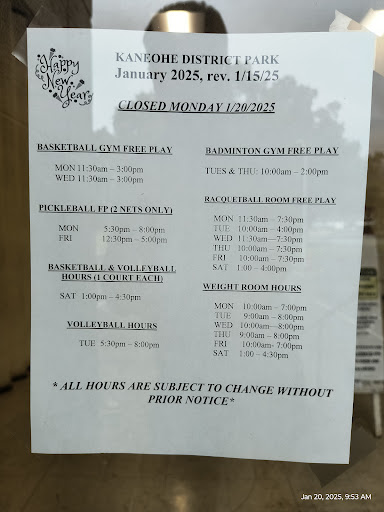 Happy
New
Year
KANEOHE DISTRICT PARK
January 2025, rev. 1/15/25
CLOSED MONDAY 1/20/2025
BASKETBALL GYM FREE PLAY
MON 11:30am – 3:00pm
WED 11:30am – 3:00pm
PICKLEBALL FP (2 NETS ONLY)
MON 5:30pm – 8:00pm
FRI 12:30pm – 5:00pm
BASKETBALL & VOLLEYBALL
HOURS (1 COURT EACH)
SAT 1:00pm – 4:30pm
VOLLEYBALL HOURS
TUE 5:30pm – 8:00pm
BADMINTON GYM FREE PLAY
TUES & THU: 10:00am – 2:00pm
RACQUETBALL ROOM FREE PLAY
MON 11:30am – 7:30pm
TUE 10:00am – 4:00pm
WED 11:30am—7:30pm
THU 10:00am – 7:30pm
FRI 10:00am – 7:30pm
SAT 1:00 – 4:00pm
WEIGHT ROOM HOURS
MON 10:00am – 7:00pm
TUE 9:00am – 8:00pm
WED 10:00am—8:00pm
THU 9:00am – 8:00pm
FRI 10:00am- 7:00pm
SAT 1:00 – 4:30pm
* ALL HOURS ARE SUBJECT TO CHANGE WITHOUT
PRIOR NOTICE*
Jan 20, 2025, 9:53 AM